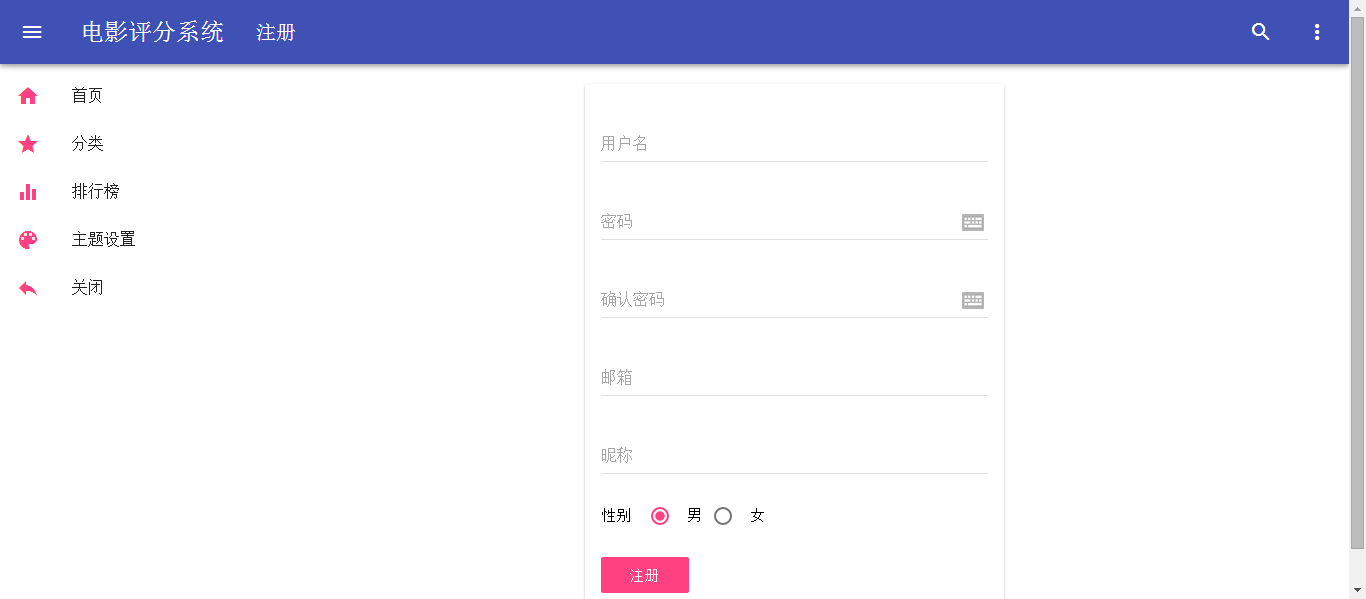 电影评分系统 注册
首页
分类
排行榜
主题设置
关闭
用户名
密码
确认密码
邮箱
昵称
性别 男 女
注册